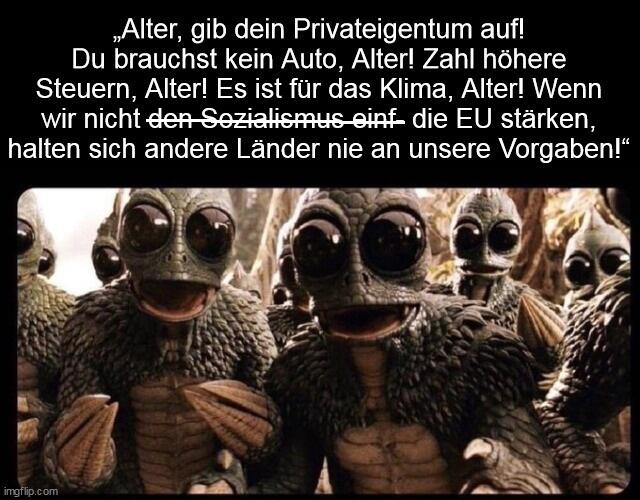 „Alter, gib dein Privateigentum auf!
Du brauchst kein Auto, Alter! Zahl höhere
Steuern, Alter! Es ist für das Klima, Alter! Wenn
wir nicht den Sozialismus einf- die EU stärken,
halten sich andere Länder nie an unsere Vorgaben!“
imgflip.com